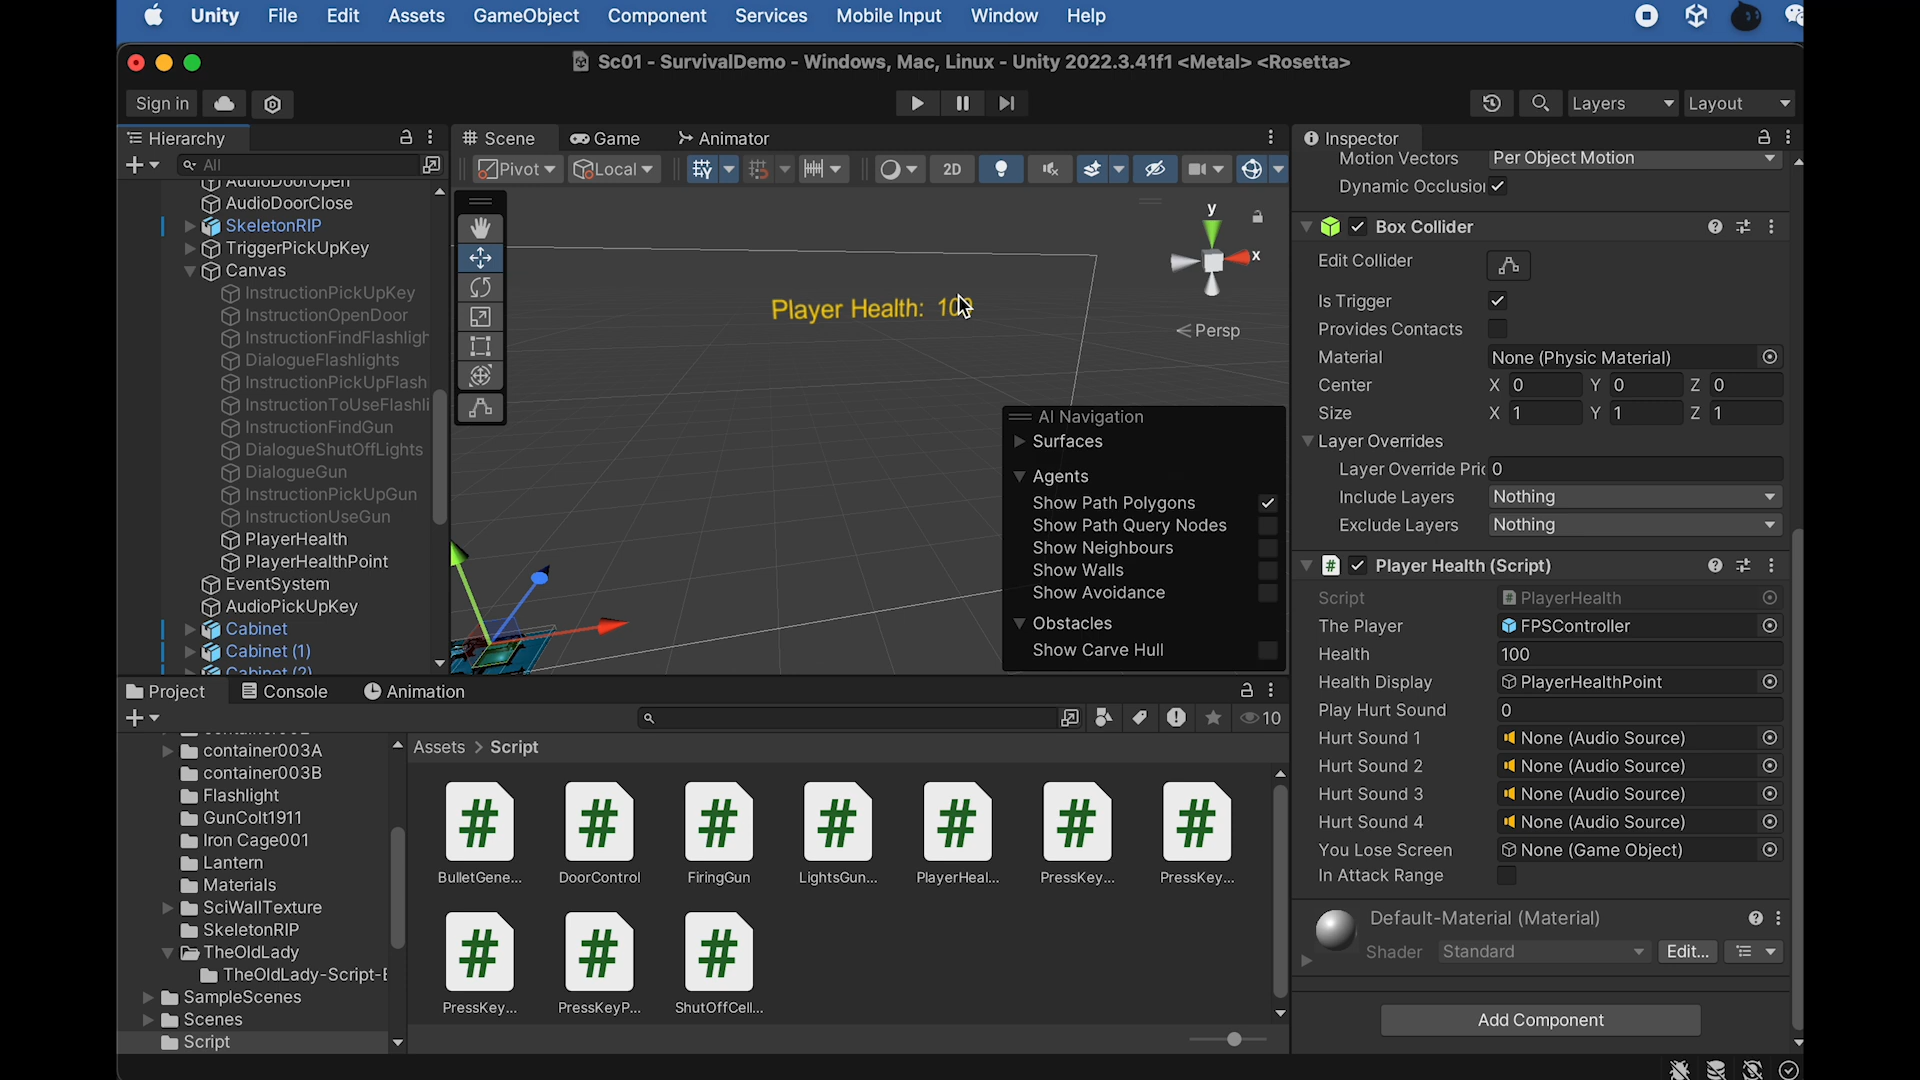 Unity File Edit Assets GameObject Component Services Mobile Input Window Help
Sc01 - SurvivalDemo - Windows, Mac, Linux - Unity 2022.3.41f1 <Metal> <Rosetta>
Sign in
Layers
Layout
Hierarchy
All
AudioDoorOpen
AudioDoorClose
SkeletonRIP
TriggerPickUpKey
Canvas
InstructionPickUpKey
InstructionOpenDoor
InstructionFindFlashligh
DialogueFlashlights
InstructionPickUpFlash
InstructionToUseFlashli
InstructionFindGun
DialogueShutOffLights
DialogueGun
InstructionPickUpGun
InstructionUseGun
PlayerHealth
PlayerHealthPoint
EventSystem
AudioPickUpKey
Cabinet
Cabinet (1)
Cabinet (2)
Scene Game Animator
Pivot Local 2D
Player Health: 100
y
x
Persp
AI Navigation
Surfaces
Agents
Show Path Polygons
Show Path Query Nodes
Show Neighbours
Show Walls
Show Avoidance
Obstacles
Show Carve Hull
Project Console Animation
10
container003A
container003B
Flashlight
GunColt1911
Iron Cage001
Lantern
Materials
SciWallTexture
SkeletonRIP
TheOldLady
TheOldLady-Script-E
SampleScenes
Scenes
Script
Assets > Script
BulletGene... DoorControl FiringGun LightsGun... PlayerHeal... PressKey... PressKey...
PressKey... PressKeyP... ShutOffCell...
Inspector
Motion Vectors Per Object Motion
Dynamic Occlusion
Box Collider
Edit Collider
Is Trigger
Provides Contacts
Material None (Physic Material)
Center X 0 Y 0 Z 0
Size X 1 Y 1 Z 1
Layer Overrides
Layer Override Pric 0
Include Layers Nothing
Exclude Layers Nothing
Player Health (Script)
Script PlayerHealth
The Player FPSController
Health 100
Health Display PlayerHealthPoint
Play Hurt Sound 0
Hurt Sound 1 None (Audio Source)
Hurt Sound 2 None (Audio Source)
Hurt Sound 3 None (Audio Source)
Hurt Sound 4 None (Audio Source)
You Lose Screen None (Game Object)
In Attack Range
Default-Material (Material)
Shader Standard Edit...
Add Component